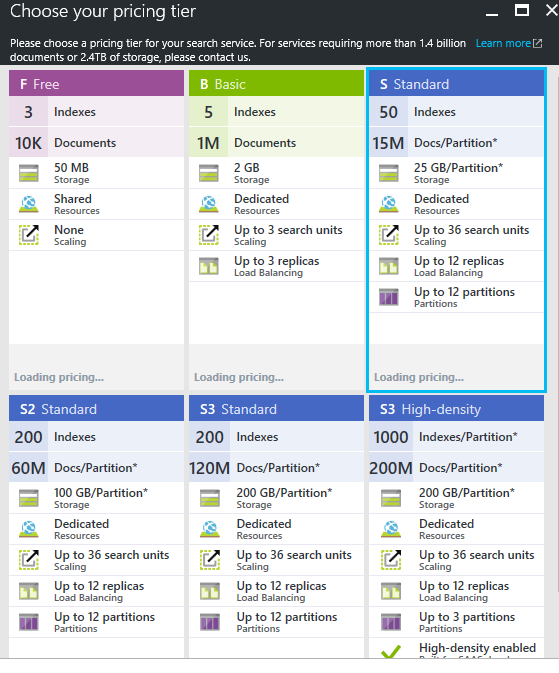 Choose your pricing tier
Please choose a pricing tier for your search service. For services requiring more than 1.4 billion
documents or 2.4TB of storage, please contact us.
Learn more
F Free
3 Indexes
10K Documents
50 MB
Storage
Shared
Resources
None
Scaling
Loading pricing...
B Basic
5 Indexes
1M Documents
2 GB
Storage
Dedicated
Resources
Up to 3 search units
Scaling
Up to 3 replicas
Load Balancing
Loading pricing...
S Standard
50 Indexes
15M Docs/Partition*
25 GB/Partition*
Storage
Dedicated
Resources
Up to 36 search units
Scaling
Up to 12 replicas
Load Balancing
Up to 12 partitions
Partitions
Loading pricing...
S2 Standard
200 Indexes
60M Docs/Partition*
100 GB/Partition*
Storage
Dedicated
Resources
Up to 36 search units
Scaling
Up to 12 replicas
Load Balancing
Up to 12 partitions
Partitions
S3 Standard
200 Indexes
120M Docs/Partition*
200 GB/Partition*
Storage
Dedicated
Resources
Up to 36 search units
Scaling
Up to 12 replicas
Load Balancing
Up to 12 partitions
Partitions
S3 High-density
1000 Indexes/Partition*
200M Docs/Partition*
200 GB/Partition*
Storage
Dedicated
Resources
Up to 36 search units
Scaling
Up to 12 replicas
Load Balancing
Up to 3 partitions
Partitions
High-density enabled